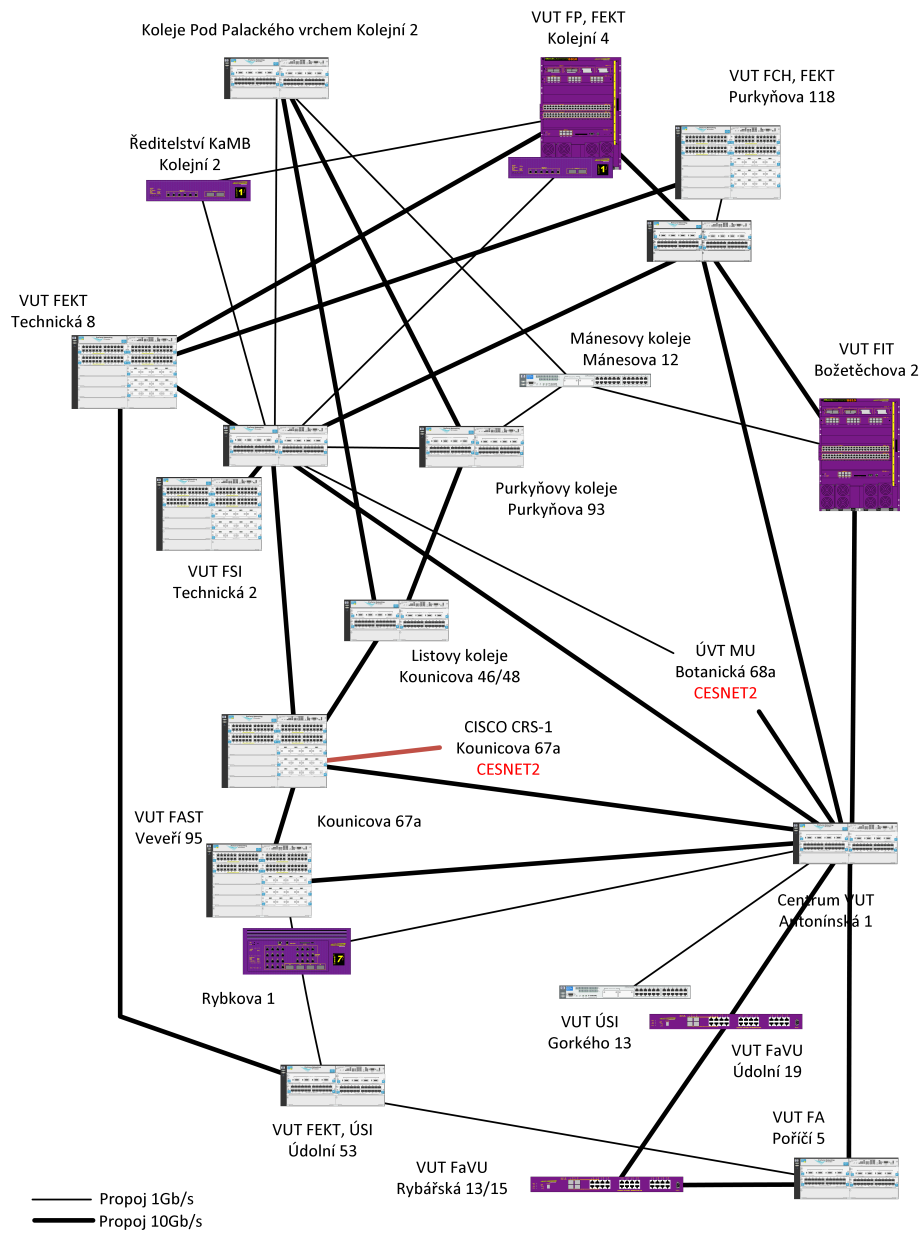 VUT FP, FEKT
Kolejní 4
Koleje Pod Palackého vrchem Kolejní 2
VUT FCH, FEKT
Purkyňova 118
Ředitelství KaMB
Kolejní 2
1
1
VUT FEKT
Technická 8
Mánesovy koleje
Mánesova 12
VUT FIT
Božetěchova 2
Purkyňovy koleje
Purkyňova 93
VUT FSI
Technická 2
Listovy koleje
Kounicova 46/48
ÚVT MU
Botanická 68a
CESNET2
CISCO CRS-1
Kounicova 67a
CESNET2
VUT FAST
Veveří 95
Kounicova 67a
Centrum VUT
Antonínská 1
7
Rybkova 1
VUT ÚSI
Gorkého 13
VUT FaVU
Údolní 19
VUT FEKT, ÚSI
Údolní 53
VUT FA
Poříčí 5
VUT FaVU
Rybářská 13/15
Propoj 1Gb/s
Propoj 10Gb/s